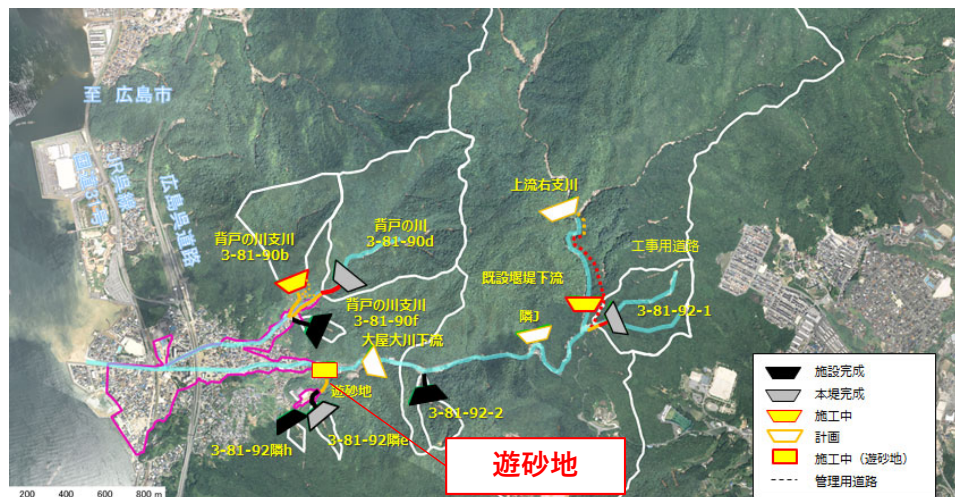 至 広島市
JR呉線
国道31号
広島呉道路
上流右支川
背戸の川
3-81-90d
背戸の川支川
3-81-90b
工事用道路
既設堰堤下流
背戸の川支川
3-81-90f
3-81-92-1
隣J
大屋大川下流
遊砂地
3-81-92-2
3-81-92隣e
3-81-92隣h
遊砂地
施設完成
本堤完成
施工中
計画
施工中（遊砂地）
管理用道路
200 400 600 800 m